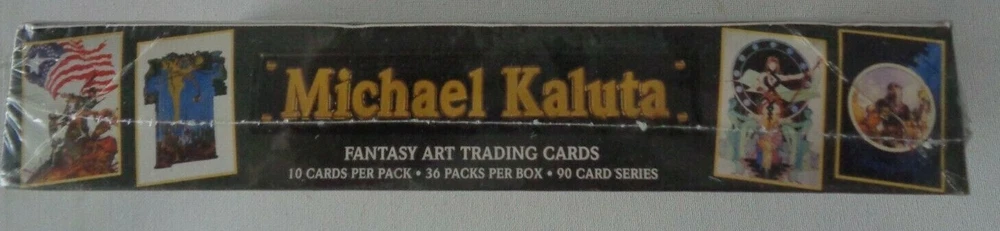 Michael Kaluta
FANTASY ART TRADING CARDS
10 CARDS PER PACK • 36 PACKS PER BOX • 90 CARD SERIES